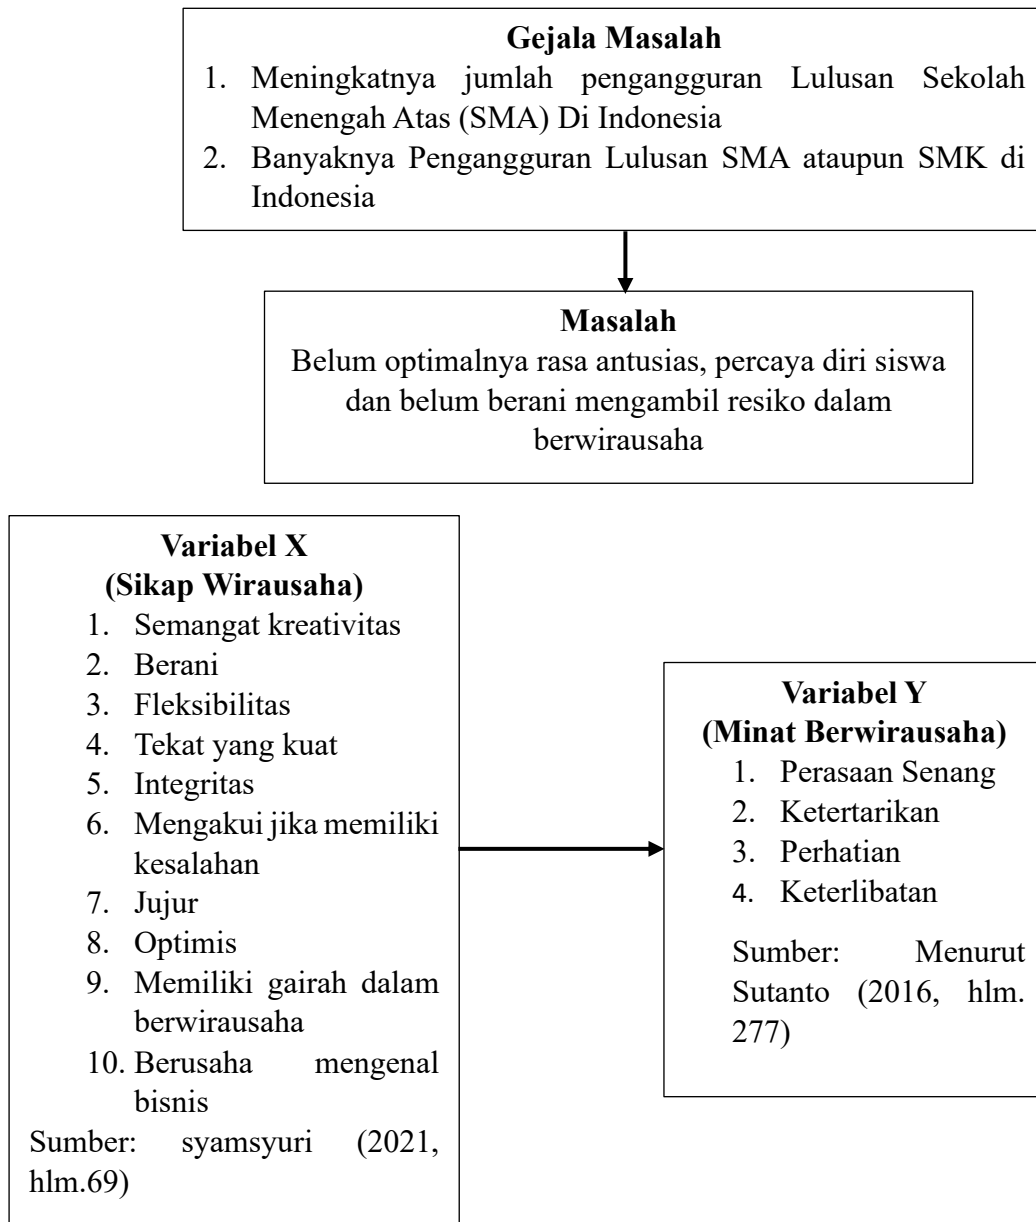 Gejala Masalah
1. Meningkatnya jumlah pengangguran Lulusan Sekolah
Menengah Atas (SMA) Di Indonesia
2. Banyaknya Pengangguran Lulusan SMA ataupun SMK di
Indonesia
Masalah
Belum optimalnya rasa antusias, percaya diri siswa
dan belum berani mengambil resiko dalam
berwirausaha
Variabel X
(Sikap Wirausaha)
1. Semangat kreativitas
2. Berani
3. Fleksibilitas
4. Tekat yang kuat
5. Integritas
6. Mengakui jika memiliki
kesalahan
7. Jujur
8. Optimis
9. Memiliki gairah dalam
berwirausaha
10. Berusaha mengenal
bisnis
Sumber: syamsyuri (2021,
hlm.69)
Variabel Y
(Minat Berwirausaha)
1. Perasaan Senang
2. Ketertarikan
3. Perhatian
4. Keterlibatan
Sumber: Menurut
Sutanto (2016, hlm.
277)